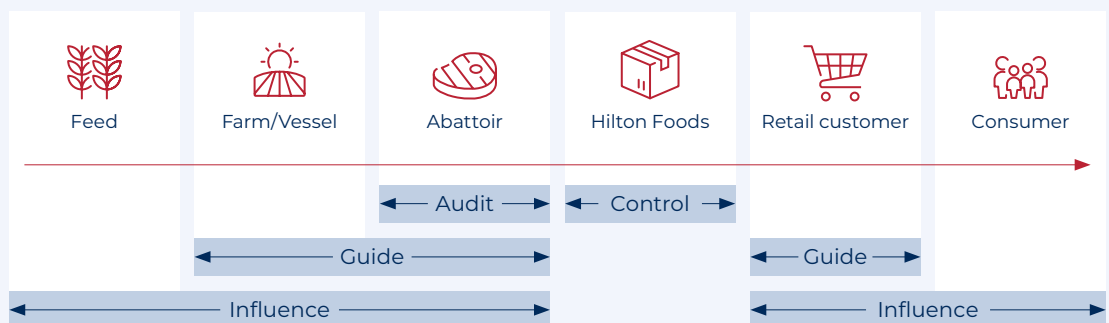 Feed
Farm/Vessel
Abattoir
Hilton Foods
Retail customer
Consumer
Audit
Control
Guide
Guide
Influence
Influence